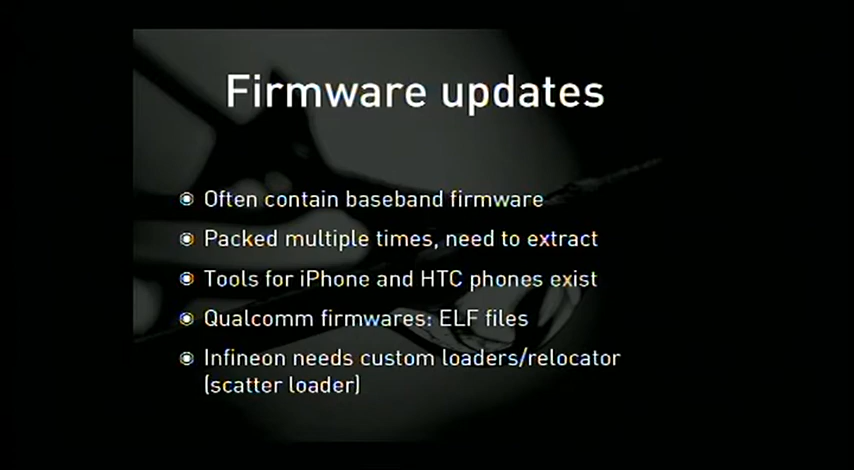 Firmware updates
Often contain baseband firmware
Packed multiple times, need to extract
Tools for iPhone and HTC phones exist
Qualcomm firmwares: ELF files
Infineon needs custom loaders/relocator
(scatter loader)